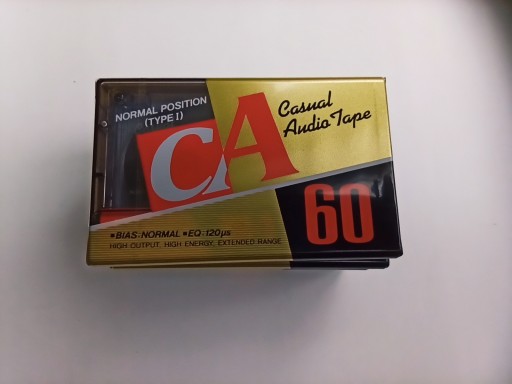 NORMAL POSITION
(TYPE I)
CA
Casual
Audio Tape
60
•BIAS:NORMAL •EQ:120µs
HIGH OUTPUT, HIGH ENERGY, EXTENDED RANGE